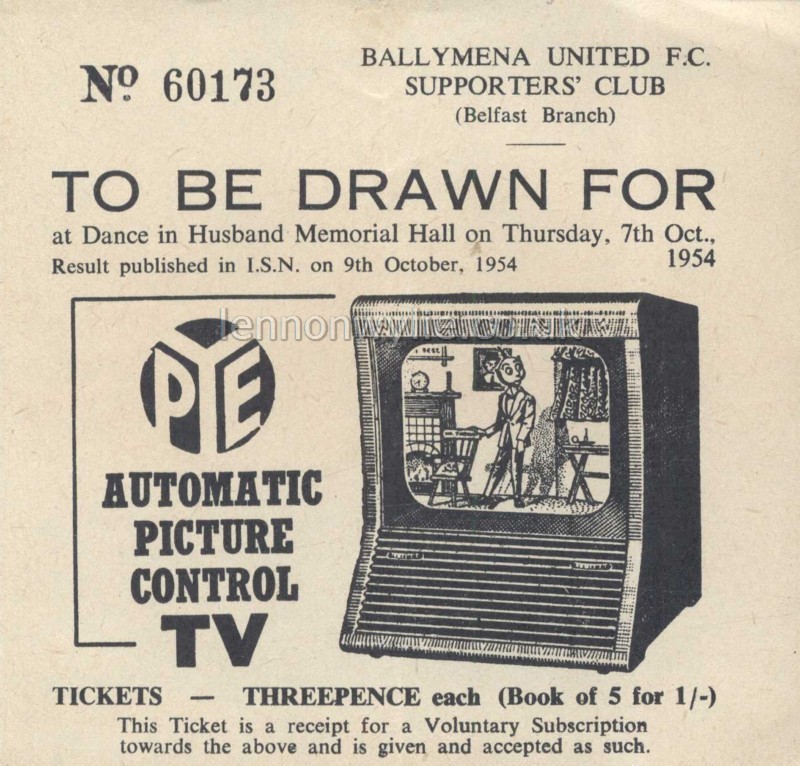 Nº 60173
BALLYMENA UNITED F.C.
SUPPORTERS' CLUB
(Belfast Branch)
TO BE DRAWN FOR
at Dance in Husband Memorial Hall on Thursday, 7th Oct.,
1954
Result published in I.S.N. on 9th October, 1954
PYE
AUTOMATIC
PICTURE
CONTROL
TV
TICKETS — THREEPENCE each (Book of 5 for 1/-)
This Ticket is a receipt for a Voluntary Subscription
towards the above and is given and accepted as such.